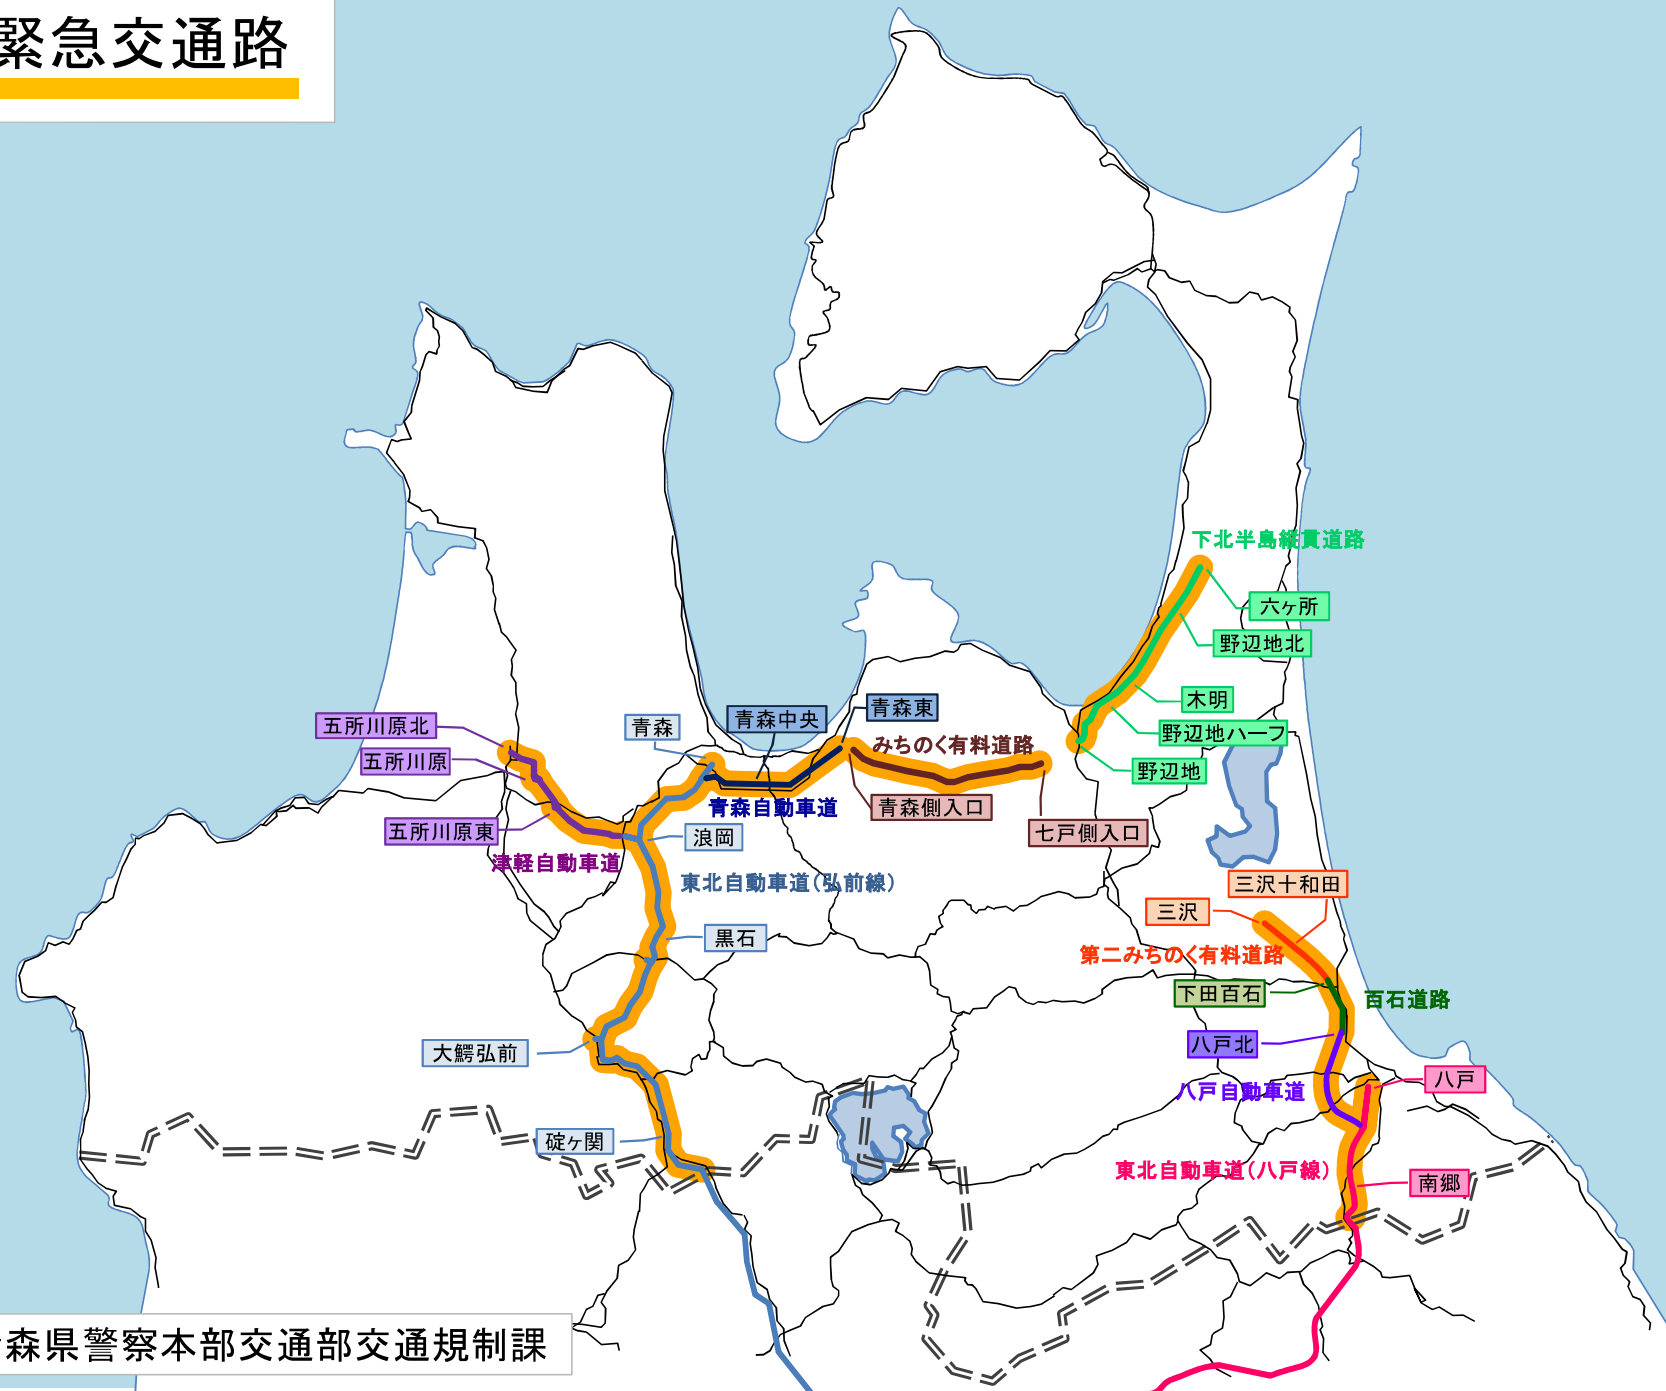 緊急交通路
下北半島縦貫道路
六ヶ所
野辺地北
木明
野辺地ハーフ
野辺地
五所川原北
五所川原
五所川原東
津軽自動車道
青森
青森中央
青森東
みちのく有料道路
青森自動車道
青森側入口
七戸側入口
浪岡
東北自動車道(弘前線)
黒石
大鰐弘前
碇ヶ関
三沢十和田
三沢
第二みちのく有料道路
下田百石
百石道路
八戸北
八戸自動車道
八戸
東北自動車道(八戸線)
南郷
森県警察本部交通部交通規制課